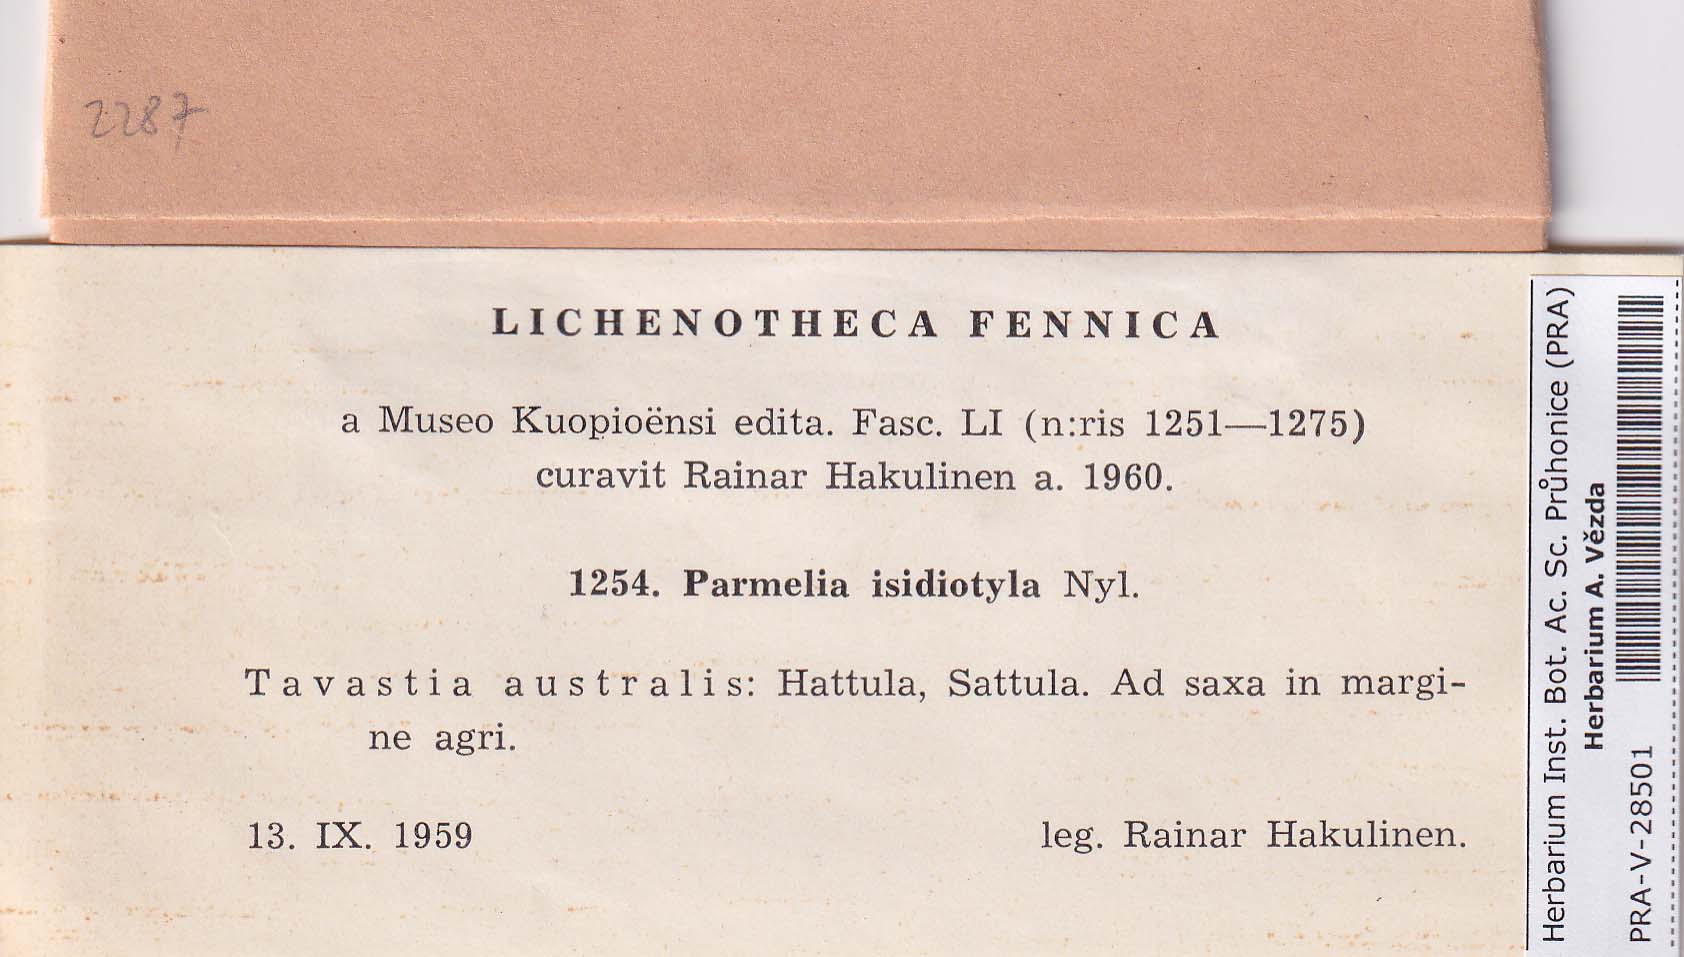 2287
LICHENOTHECA FENNICA
a Museo Kuopioënsi edita. Fasc. LI (n:ris 1251—1275)
curavit Rainar Hakulinen a. 1960.
1254. Parmelia isidiotyla Nyl.
Tavastia australis: Hattula, Sattula. Ad saxa in margi-
ne agri.
13. IX. 1959 leg. Rainar Hakulinen.
Herbarium Inst. Bot. Ac. Sc. Průhonice (PRA)
Herbarium A. Vězda
PRA-V-28501